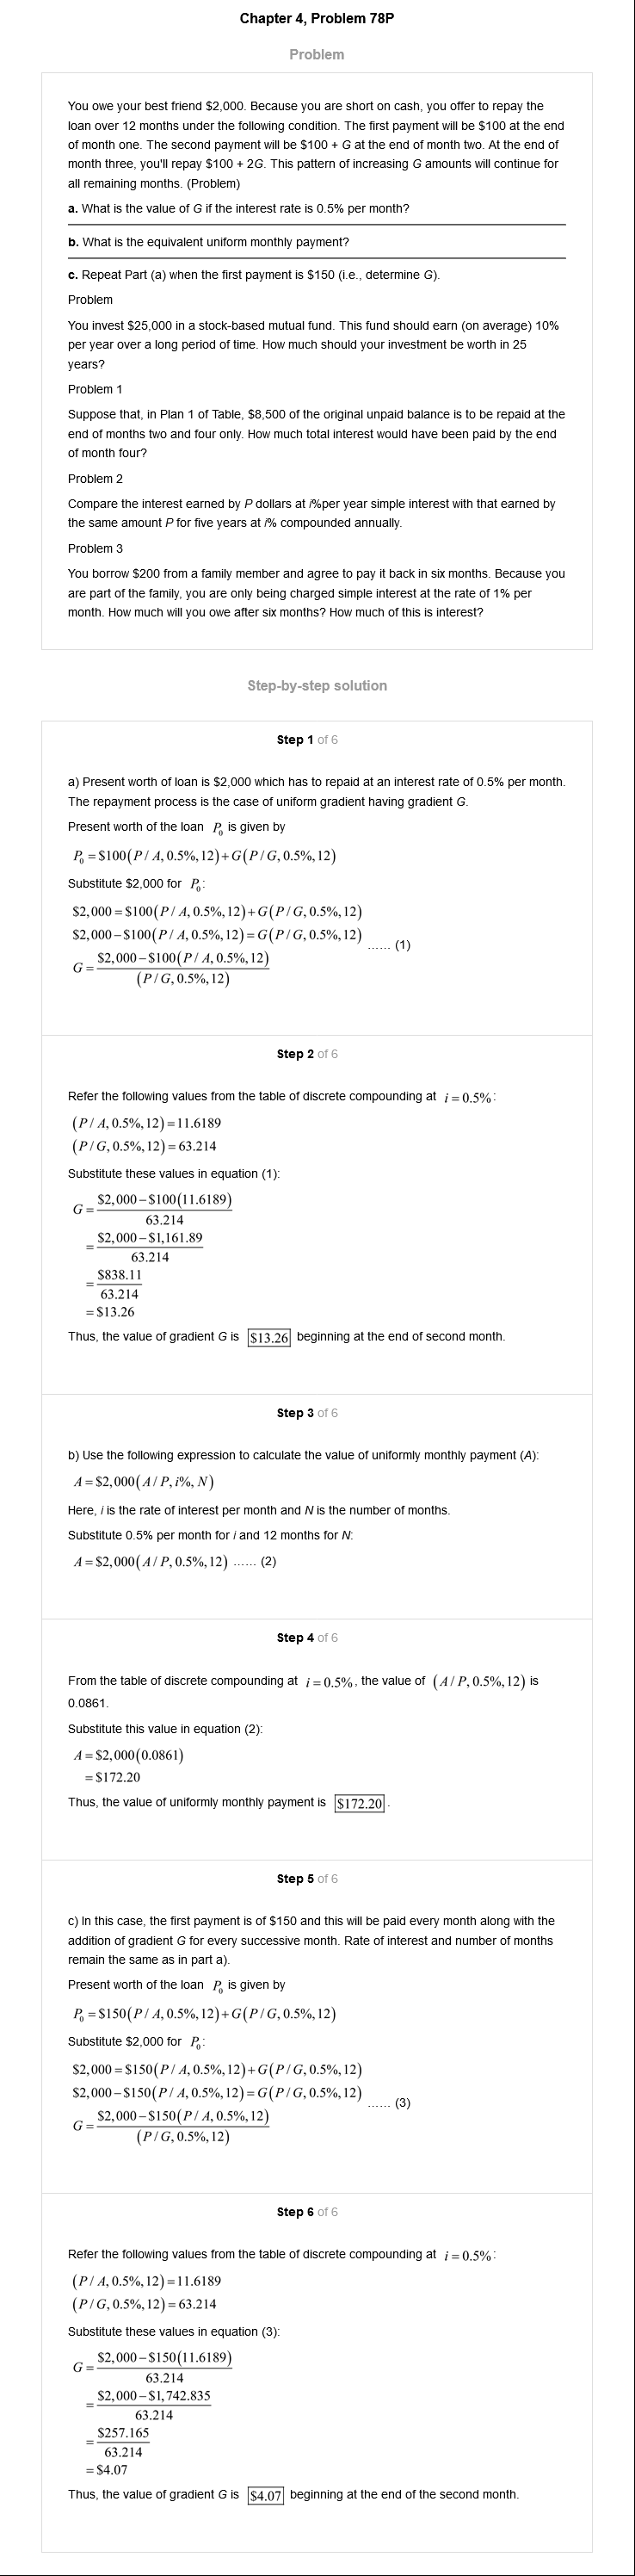 Chapter 4, Problem 78P
Problem
You owe your best friend $2,000. Because you are short on cash, you offer to repay the
loan over 12 months under the following condition. The first payment will be $100 at the end
of month one. The second payment will be $100 + G at the end of month two. At the end of
month three, you'll repay $100 + 2G. This pattern of increasing G amounts will continue for
all remaining months. (Problem)
a. What is the value of G if the interest rate is 0.5% per month?
b. What is the equivalent uniform monthly payment?
c. Repeat Part (a) when the first payment is $150 (i.e., determine G).
Problem
You invest $25,000 in a stock-based mutual fund. This fund should earn (on average) 10%
per year over a long period of time. How much should your investment be worth in 25
years?
Problem 1
Suppose that, in Plan 1 of Table, $8,500 of the original unpaid balance is to be repaid at the
end of months two and four only. How much total interest would have been paid by the end
of month four?
Problem 2
Compare the interest earned by P dollars at i%per year simple interest with that earned by
the same amount P for five years at i% compounded annually.
Problem 3
You borrow $200 from a family member and agree to pay it back in six months. Because you
are part of the family, you are only being charged simple interest at the rate of 1% per
month. How much will you owe after six months? How much of this is interest?
Step-by-step solution
Step 1 of 6
a) Present worth of loan is $2,000 which has to repaid at an interest rate of 0.5% per month.
The repayment process is the case of uniform gradient having gradient G.
Present worth of the loan P₀ is given by
P₀ = $100(P / A, 0.5%, 12) + G(P / G, 0.5%, 12)
Substitute $2,000 for P₀:
$2,000 = $100(P / A, 0.5%, 12) + G(P / G, 0.5%, 12)
$2,000 – $100(P / A, 0.5%, 12) = G(P / G, 0.5%, 12)
...... (1)
G = $2,000 – $100(P / A, 0.5%, 12)
(P / G, 0.5%, 12)
Step 2 of 6
Refer the following values from the table of discrete compounding at i = 0.5%:
(P / A, 0.5%, 12) = 11.6189
(P / G, 0.5%, 12) = 63.214
Substitute these values in equation (1):
G = $2,000 – $100(11.6189)
63.214
= $2,000 – $1,161.89
63.214
= $838.11
63.214
= $13.26
Thus, the value of gradient G is $13.26 beginning at the end of second month.
Step 3 of 6
b) Use the following expression to calculate the value of uniformly monthly payment (A):
A = $2,000(A / P, i%, N)
Here, i is the rate of interest per month and N is the number of months.
Substitute 0.5% per month for i and 12 months for N:
A = $2,000(A / P, 0.5%, 12) ...... (2)
Step 4 of 6
From the table of discrete compounding at i = 0.5%, the value of (A / P, 0.5%, 12) is
0.0861.
Substitute this value in equation (2):
A = $2,000(0.0861)
= $172.20
Thus, the value of uniformly monthly payment is $172.20.
Step 5 of 6
c) In this case, the first payment is of $150 and this will be paid every month along with the
addition of gradient G for every successive month. Rate of interest and number of months
remain the same as in part a).
Present worth of the loan P₀ is given by
P₀ = $150(P / A, 0.5%, 12) + G(P / G, 0.5%, 12)
Substitute $2,000 for P₀:
$2,000 = $150(P / A, 0.5%, 12) + G(P / G, 0.5%, 12)
$2,000 – $150(P / A, 0.5%, 12) = G(P / G, 0.5%, 12)
...... (3)
G = $2,000 – $150(P / A, 0.5%, 12)
(P / G, 0.5%, 12)
Step 6 of 6
Refer the following values from the table of discrete compounding at i = 0.5%:
(P / A, 0.5%, 12) = 11.6189
(P / G, 0.5%, 12) = 63.214
Substitute these values in equation (3):
G = $2,000 – $150(11.6189)
63.214
= $2,000 – $1,742.835
63.214
= $257.165
63.214
= $4.07
Thus, the value of gradient G is $4.07 beginning at the end of the second month.